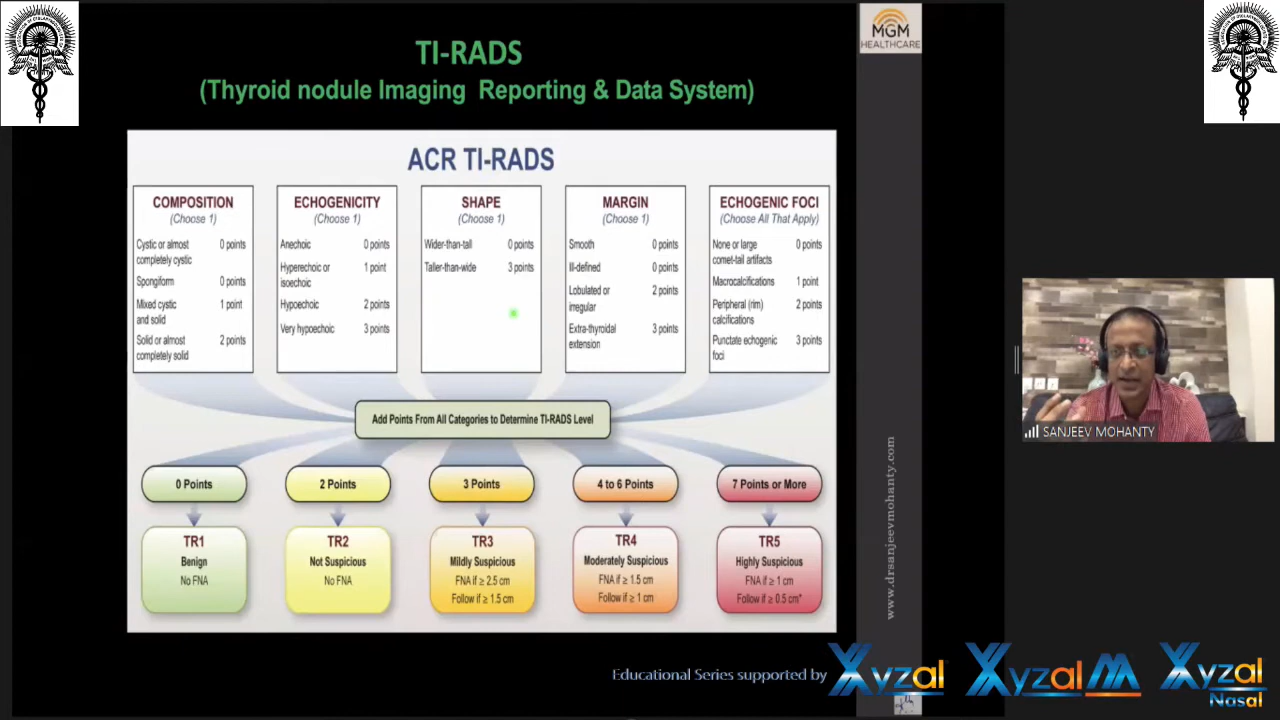 TI-RADS
(Thyroid nodule Imaging Reporting & Data System)
MGM
HEALTHCARE
ACR TI-RADS
COMPOSITION
(Choose 1)
Cystic or almost completely cystic 0 points
Spongiform 0 points
Mixed cystic and solid 1 point
Solid or almost completely solid 2 points
ECHOGENICITY
(Choose 1)
Anechoic 0 points
Hyperechoic or isoechoic 1 point
Hypoechoic 2 points
Very hypoechoic 3 points
SHAPE
(Choose 1)
Wider-than-tall 0 points
Taller-than-wide 3 points
MARGIN
(Choose 1)
Smooth 0 points
Ill-defined 0 points
Lobulated or irregular 2 points
Extra-thyroidal extension 3 points
ECHOGENIC FOCI
(Choose All That Apply)
None or large comet-tail artifacts 0 points
Macrocalcifications 1 point
Peripheral (rim) calcifications 2 points
Punctate echogenic foci 3 points
Add Points From All Categories to Determine TI-RADS Level
0 Points
TR1
Benign
No FNA
2 Points
TR2
Not Suspicious
No FNA
3 Points
TR3
Mildly Suspicious
FNA if ≥ 2.5 cm
Follow if ≥ 1.5 cm
4 to 6 Points
TR4
Moderately Suspicious
FNA if ≥ 1.5 cm
Follow if ≥ 1 cm
7 Points or More
TR5
Highly Suspicious
FNA if ≥ 1 cm
Follow if ≥ 0.5 cm*
www.drsanjeevmohanty.com
SANJEEV MOHANTY
Educational Series supported by
Xyzal
Xyzal M
Xyzal
Nasal